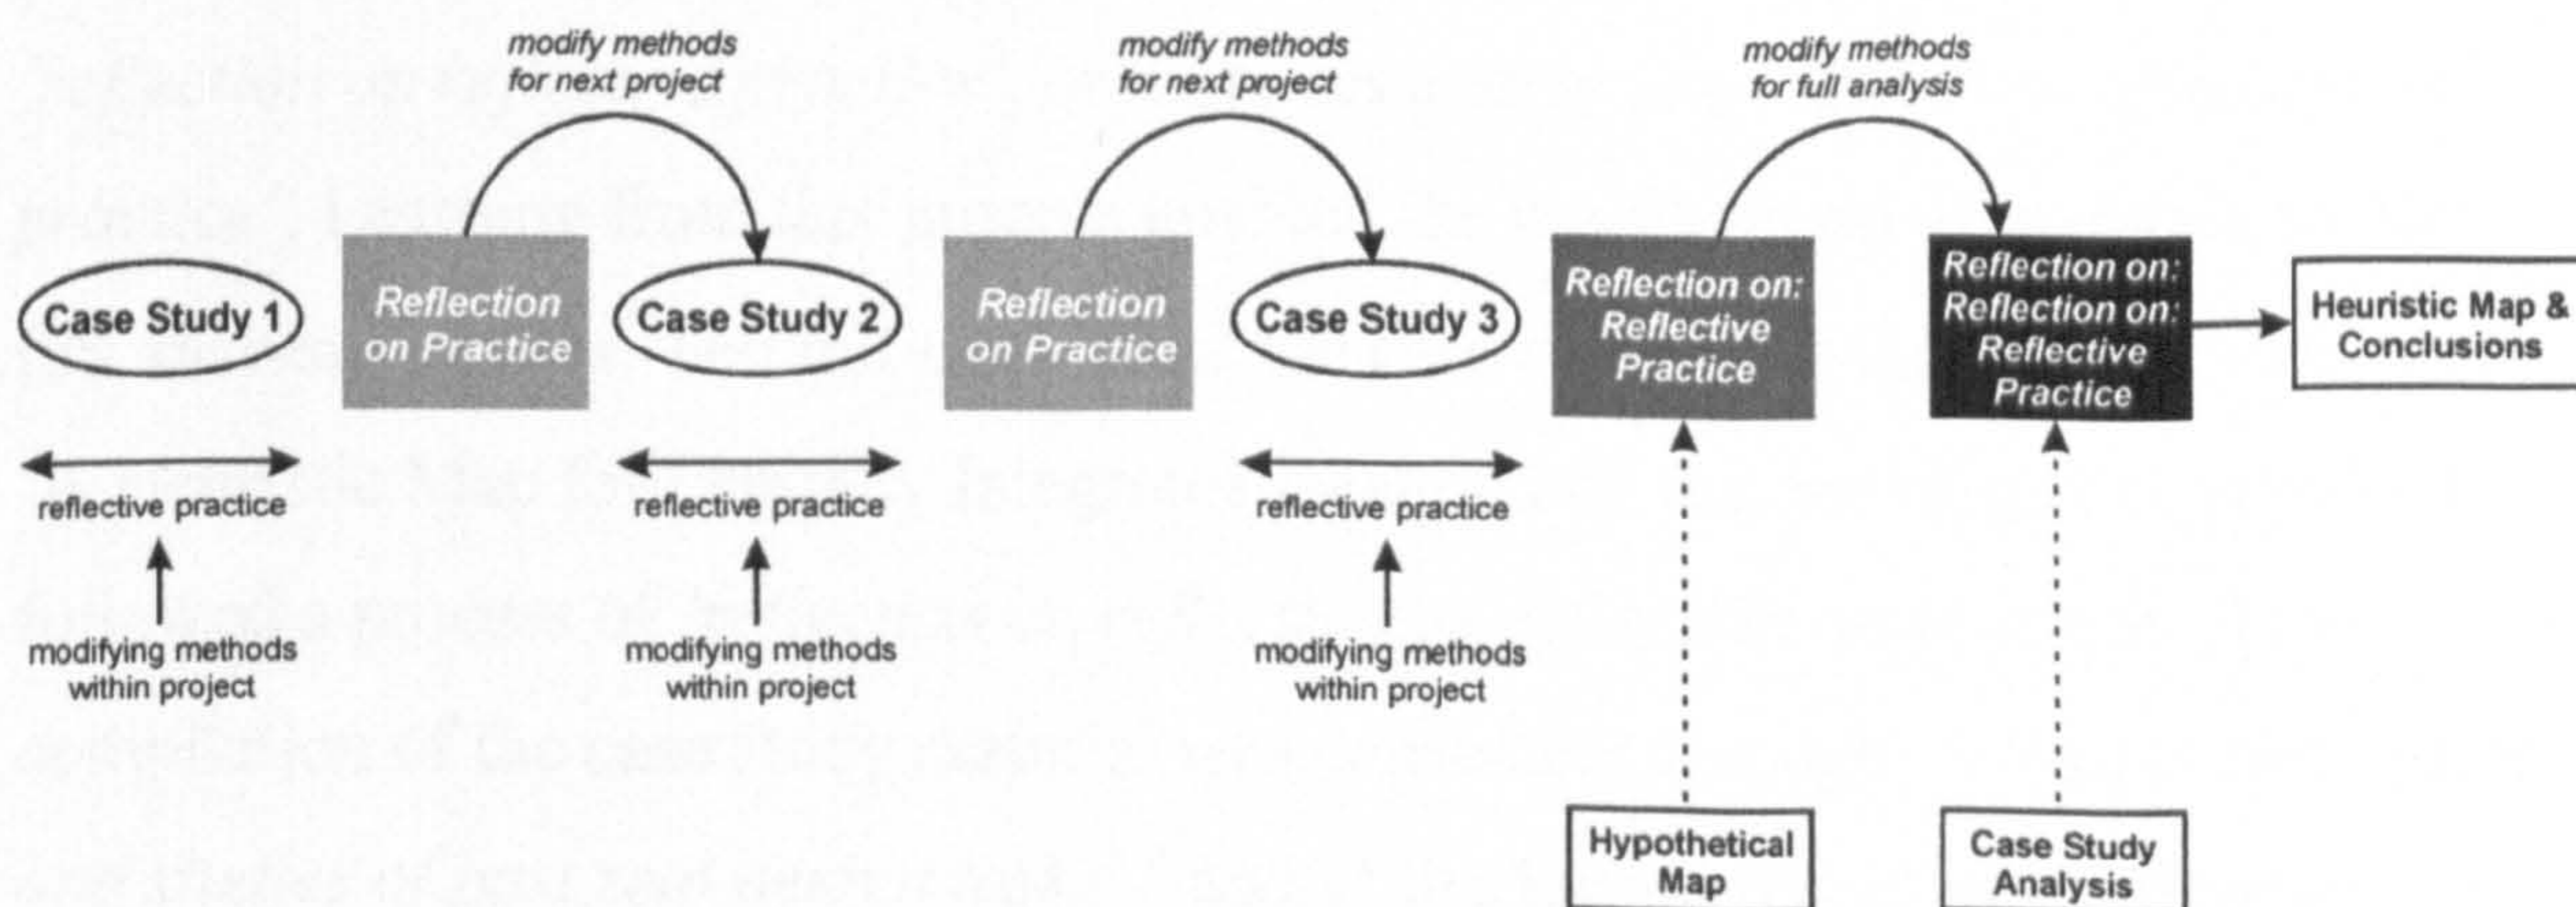 modify methods
for next project
modify methods
for next project
modify methods
for full analysis
Case Study 1
Reflection
on Practice
Case Study 2
Reflection
on Practice
Case Study 3
Reflection on:
Reflective
Practice
Reflection on:
Reflection on:
Reflective
Practice
Heuristic Map &
Conclusions
reflective practice
reflective practice
reflective practice
modifying methods
within project
modifying methods
within project
modifying methods
within project
Hypothetical
Map
Case Study
Analysis